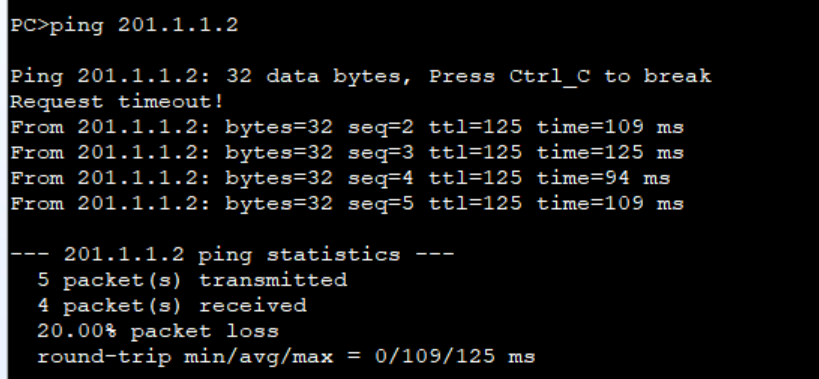 PC>ping 201.1.1.2
Ping 201.1.1.2: 32 data bytes, Press Ctrl_C to break
Request timeout!
From 201.1.1.2: bytes=32 seq=2 ttl=125 time=109 ms
From 201.1.1.2: bytes=32 seq=3 ttl=125 time=125 ms
From 201.1.1.2: bytes=32 seq=4 ttl=125 time=94 ms
From 201.1.1.2: bytes=32 seq=5 ttl=125 time=109 ms
--- 201.1.1.2 ping statistics ---
5 packet(s) transmitted
4 packet(s) received
20.00% packet loss
round-trip min/avg/max = 0/109/125 ms